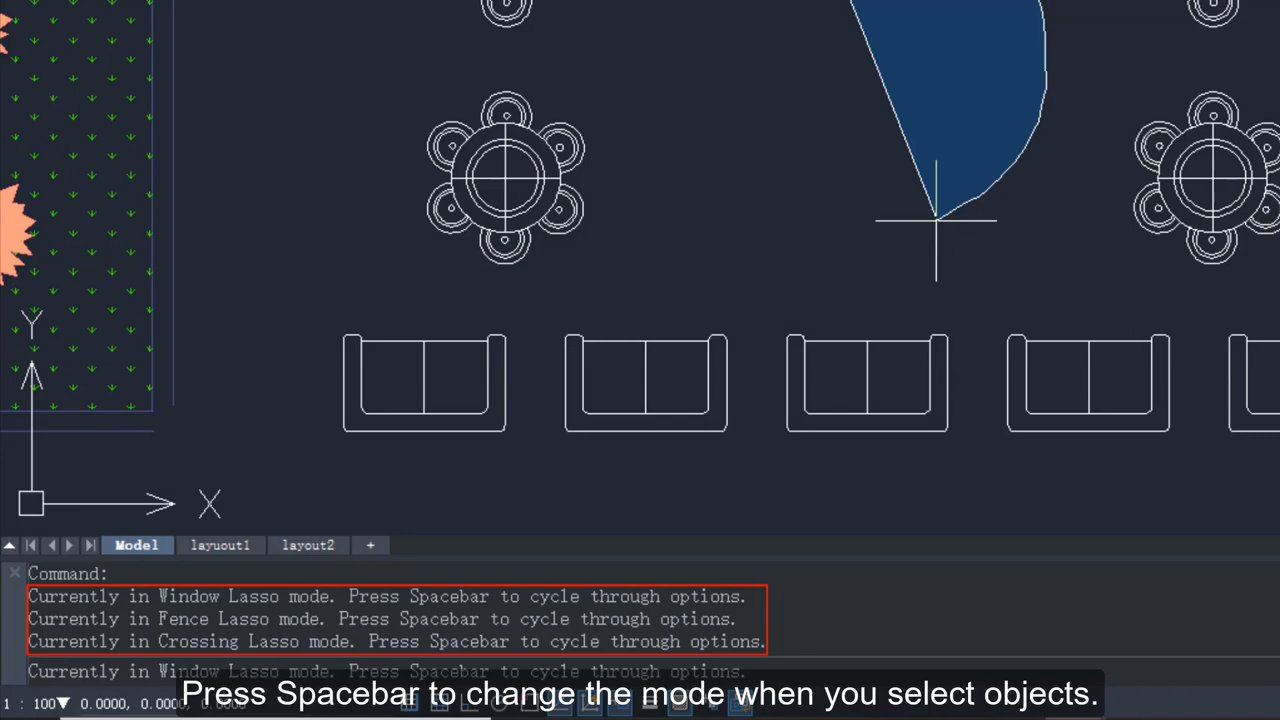 Y
X
Model layuout1 layout2 +
Command:
Currently in Window Lasso mode. Press Spacebar to cycle through options.
Currently in Fence Lasso mode. Press Spacebar to cycle through options.
Currently in Crossing Lasso mode. Press Spacebar to cycle through options.
Currently in Window Lasso mode. Press Spacebar to cycle through options.
Press Spacebar to change the mode when you select objects.
1 : 100 0.0000, 0.0000, 0.0000